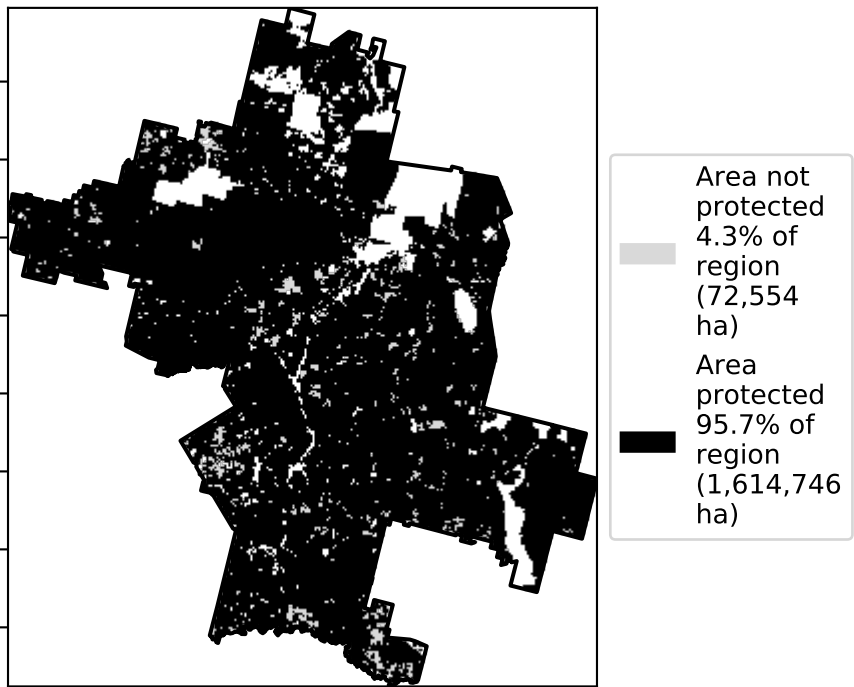 Area not
protected
4.3% of
region
(72,554
ha)
Area
protected
95.7% of
region
(1,614,746
ha)